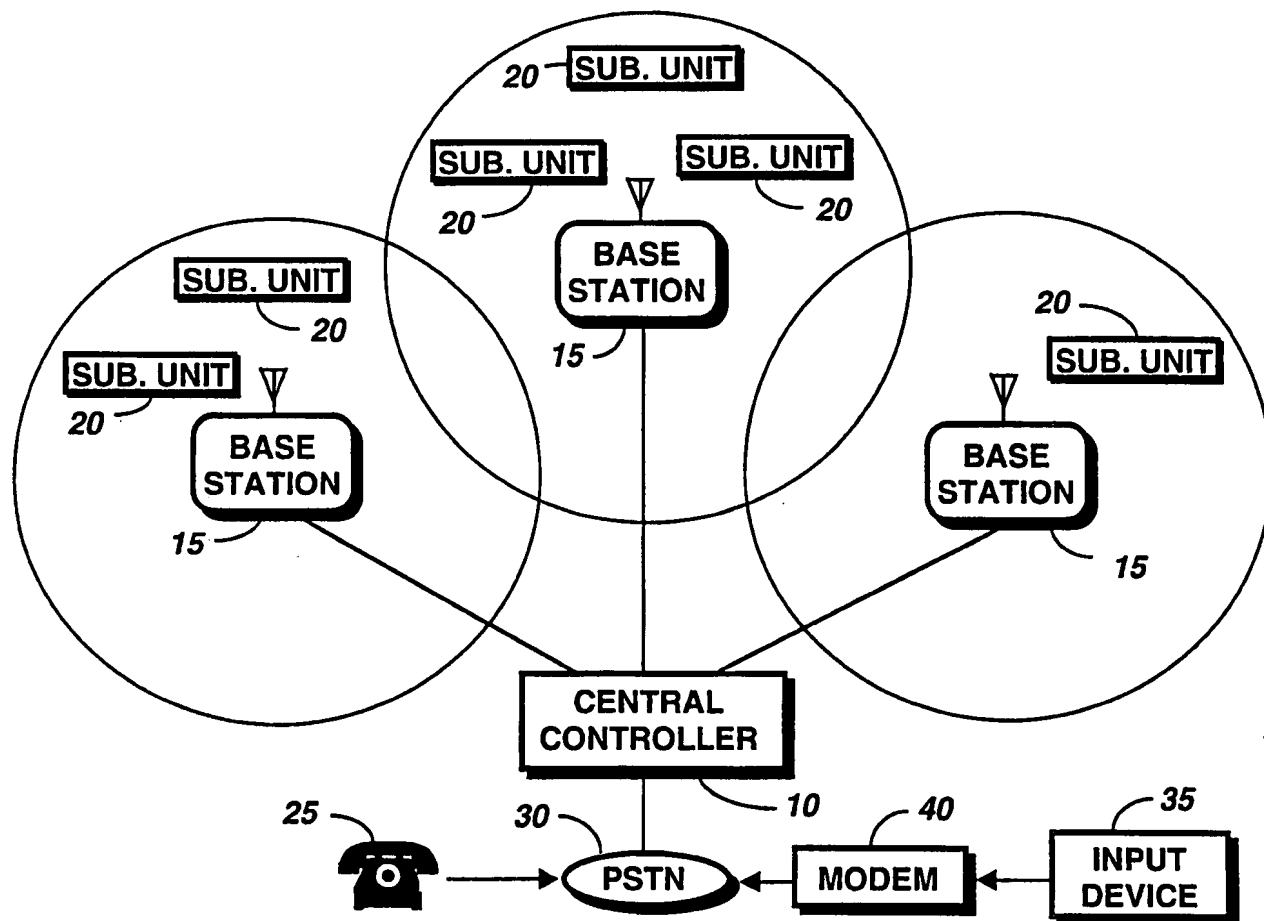 20 SUB. UNIT
SUB. UNIT
20
SUB. UNIT
20
BASE
STATION
15
SUB. UNIT
20
SUB. UNIT
20
BASE
STATION
15
20
SUB. UNIT
BASE
STATION
15
CENTRAL
CONTROLLER
10
25
30
PSTN
40
MODEM
35
INPUT
DEVICE